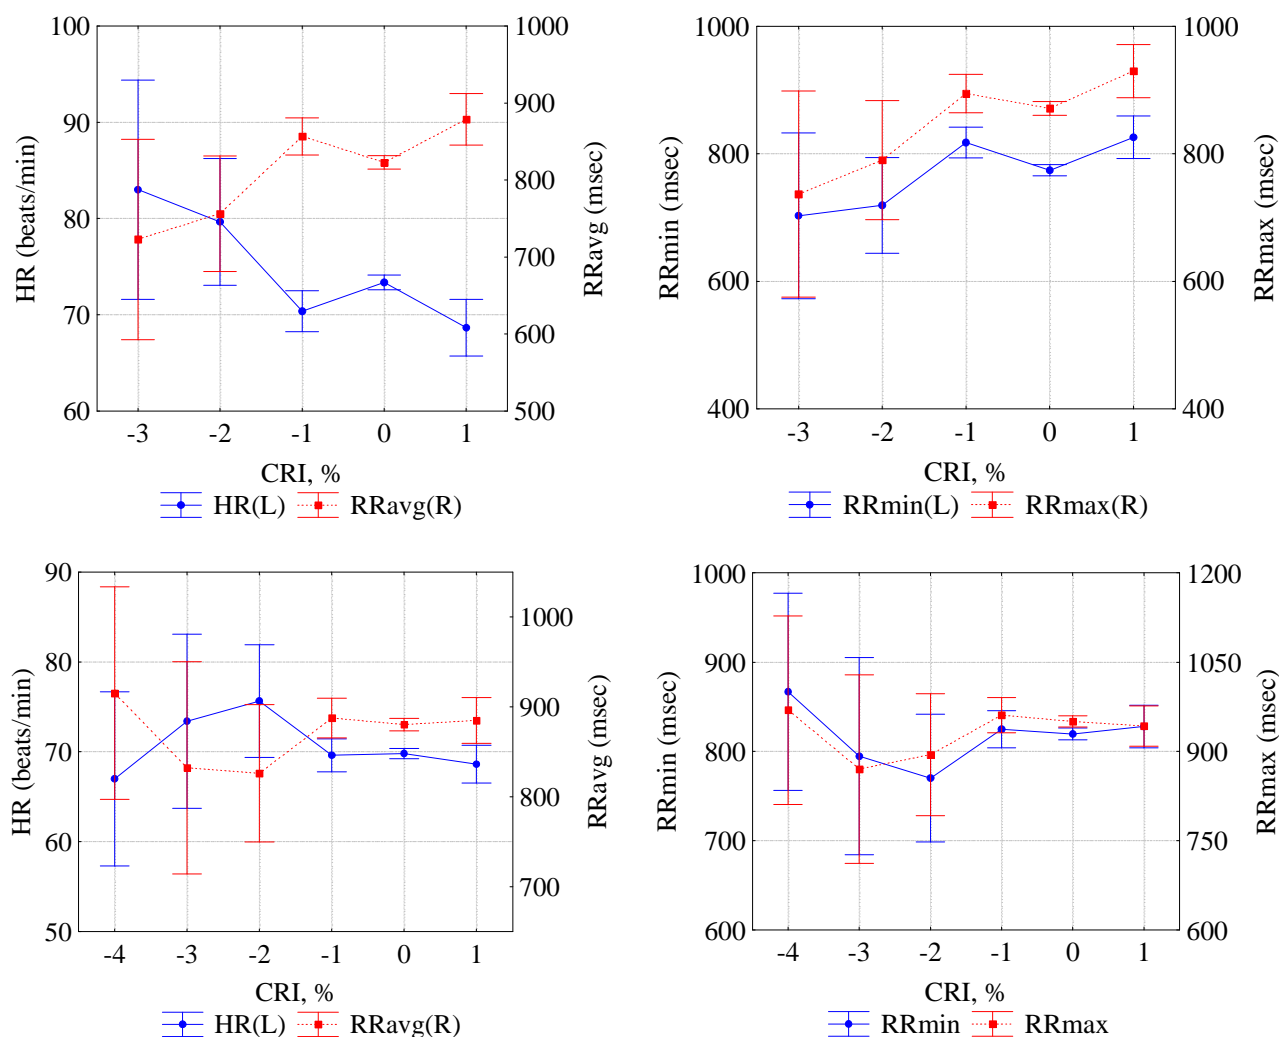 100
90
80
70
60
HR (beats/min)
1000
900
800
700
600
500
RRavg (msec)
-3 -2 -1 0 1
CRI, %
HR(L) RRavg(R)
1000
800
600
400
RRmin (msec)
1000
800
600
400
RRmax (msec)
-3 -2 -1 0 1
CRI, %
RRmin(L) RRmax(R)
90
80
70
60
50
HR (beats/min)
1000
900
800
700
RRavg (msec)
-4 -3 -2 -1 0 1
CRI, %
HR(L) RRavg(R)
1000
900
800
700
600
RRmin (msec)
1200
1050
900
750
600
RRmax (msec)
-4 -3 -2 -1 0 1
CRI, %
RRmin RRmax